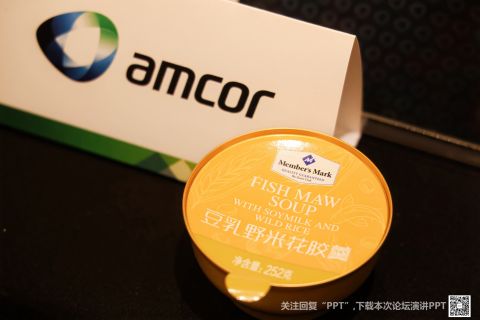 amcor
Member's Mark
QUALITY GUARANTEED
FISH MAW
SOUP
WITH SOYMILK AND
WILD RICE
豆乳野米花胶
净含量：252克
关注回复“PPT”,下载本次论坛演讲PPT